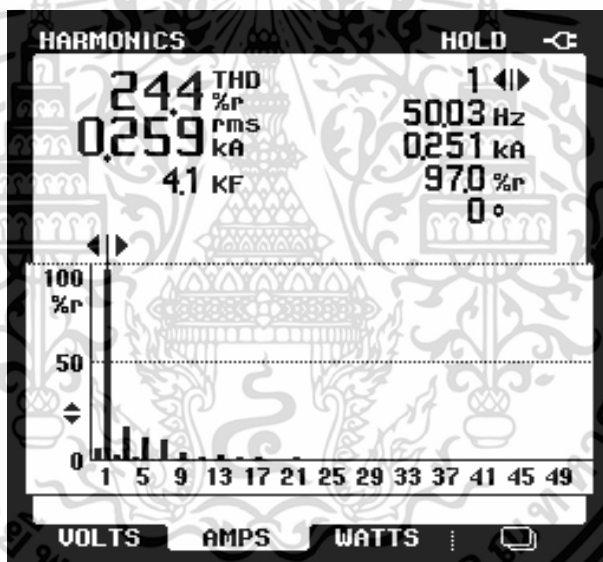 HARMONICS HOLD
24.4 THD %r
0.259 rms kA
4.1 KF
1
50.03 Hz
0.251 kA
97.0 %r
0 °
100
%r
50
0
1 5 9 13 17 21 25 29 33 37 41 45 49
VOLTS AMPS WATTS